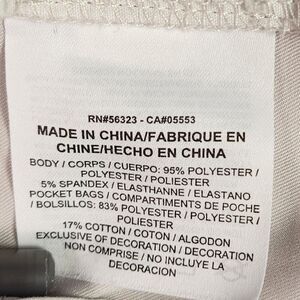 RN#56323 - CA#05553
MADE IN CHINA/FABRIQUE EN
CHINE/HECHO EN CHINA
BODY / CORPS / CUERPO: 95% POLYESTER /
POLYESTER / POLIESTER
5% SPANDEX / ELASTHANNE / ELASTANO
POCKET BAGS / COMPARTIMENTS DE POCHE
/ BOLSILLOS: 83% POLYESTER / POLYESTER /
POLIESTER
17% COTTON / COTON / ALGODON
EXCLUSIVE OF DECORATION / DECORATION
NON COMPRISE / NO INCLUYE LA
DECORACION